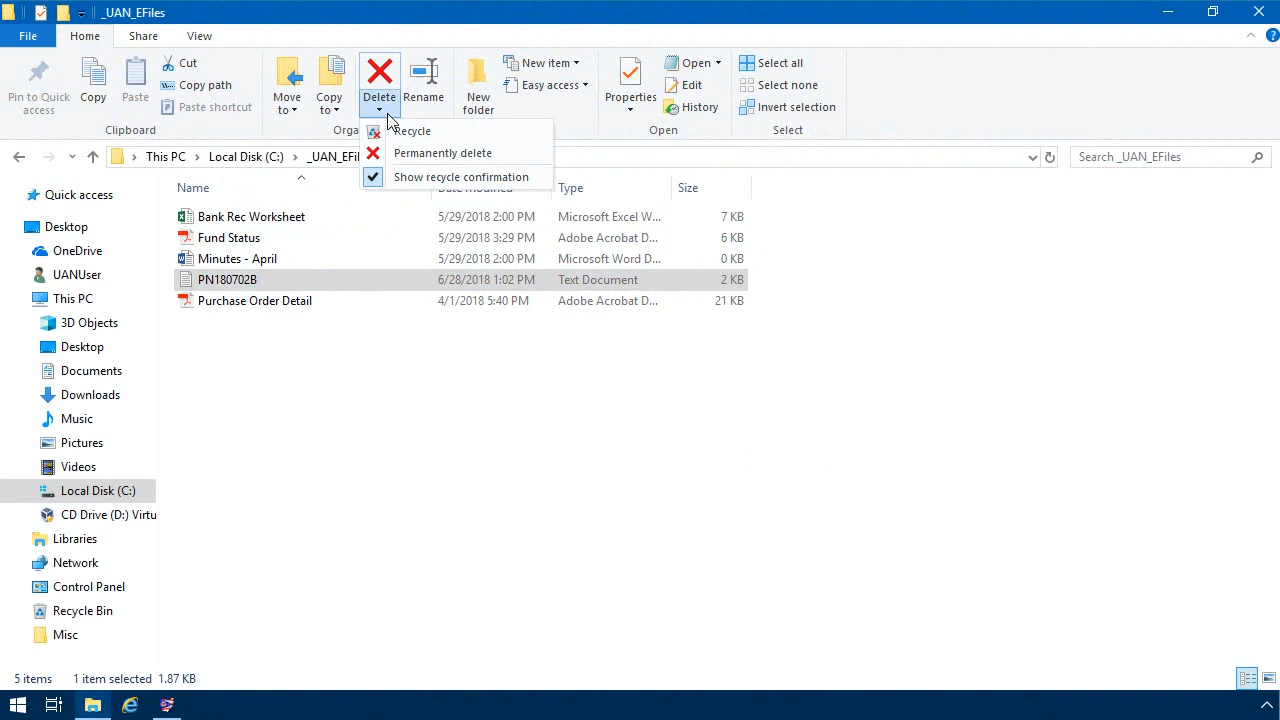 _UAN_EFiles
File Home Share View
Pin to Quick access
Copy
Paste
Cut
Copy path
Paste shortcut
Clipboard
Move to
Copy to
Delete
Rename
Orga
New folder
New item
Easy access
Properties
Open
Edit
History
Open
Select all
Select none
Invert selection
Select
Recycle
Permanently delete
Show recycle confirmation
This PC > Local Disk (C:) > _UAN_EFil
Search _UAN_EFiles
Name Date modified Type Size
Bank Rec Worksheet 5/29/2018 2:00 PM Microsoft Excel W... 7 KB
Fund Status 5/29/2018 3:29 PM Adobe Acrobat D... 6 KB
Minutes - April 5/29/2018 2:00 PM Microsoft Word D... 0 KB
PN180702B 6/28/2018 1:02 PM Text Document 2 KB
Purchase Order Detail 4/1/2018 5:40 PM Adobe Acrobat D... 21 KB
Quick access
Desktop
OneDrive
UANUser
This PC
3D Objects
Desktop
Documents
Downloads
Music
Pictures
Videos
Local Disk (C:)
CD Drive (D:) Virtu
Libraries
Network
Control Panel
Recycle Bin
Misc
5 items 1 item selected 1.87 KB